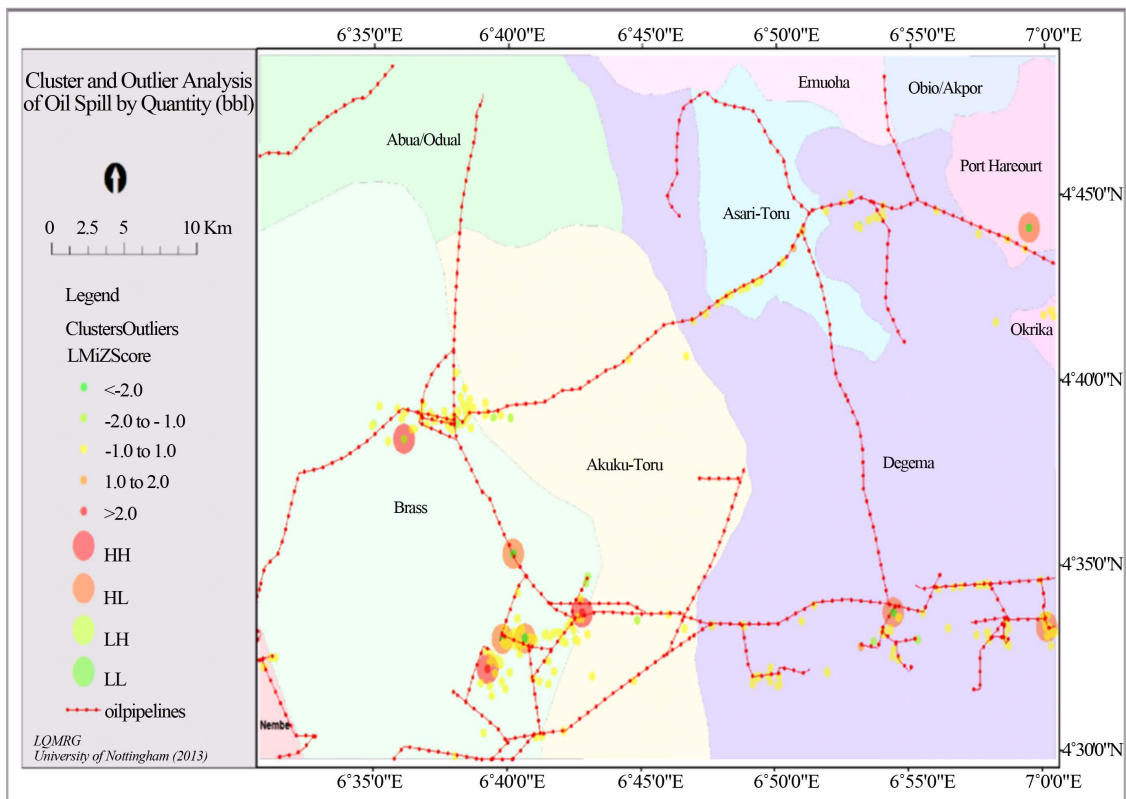 6°35'0"E 6°40'0"E 6°45'0"E 6°50'0"E 6°55'0"E 7°0'0"E
Cluster and Outlier Analysis
of Oil Spill by Quantity (bbl)
0 2.5 5 10 Km
Legend
ClustersOutliers
LMiZScore
<-2.0
-2.0 to - 1.0
-1.0 to 1.0
1.0 to 2.0
>2.0
HH
HL
LH
LL
oilpipelines
LQMRG
University of Nottingham (2013)
Emuoha
Obio/Akpor
Abua/Odual
Port Hareourt
Asari-Toru
Okrika
Akuku-Toru
Degema
Brass
Nembe
4°45'0"N
4°40'0"N
4°35'0"N
4°30'0"N
6°35'0"E 6°40'0"E 6°45'0"E 6°50'0"E 6°55'0"E 7°0'0"E